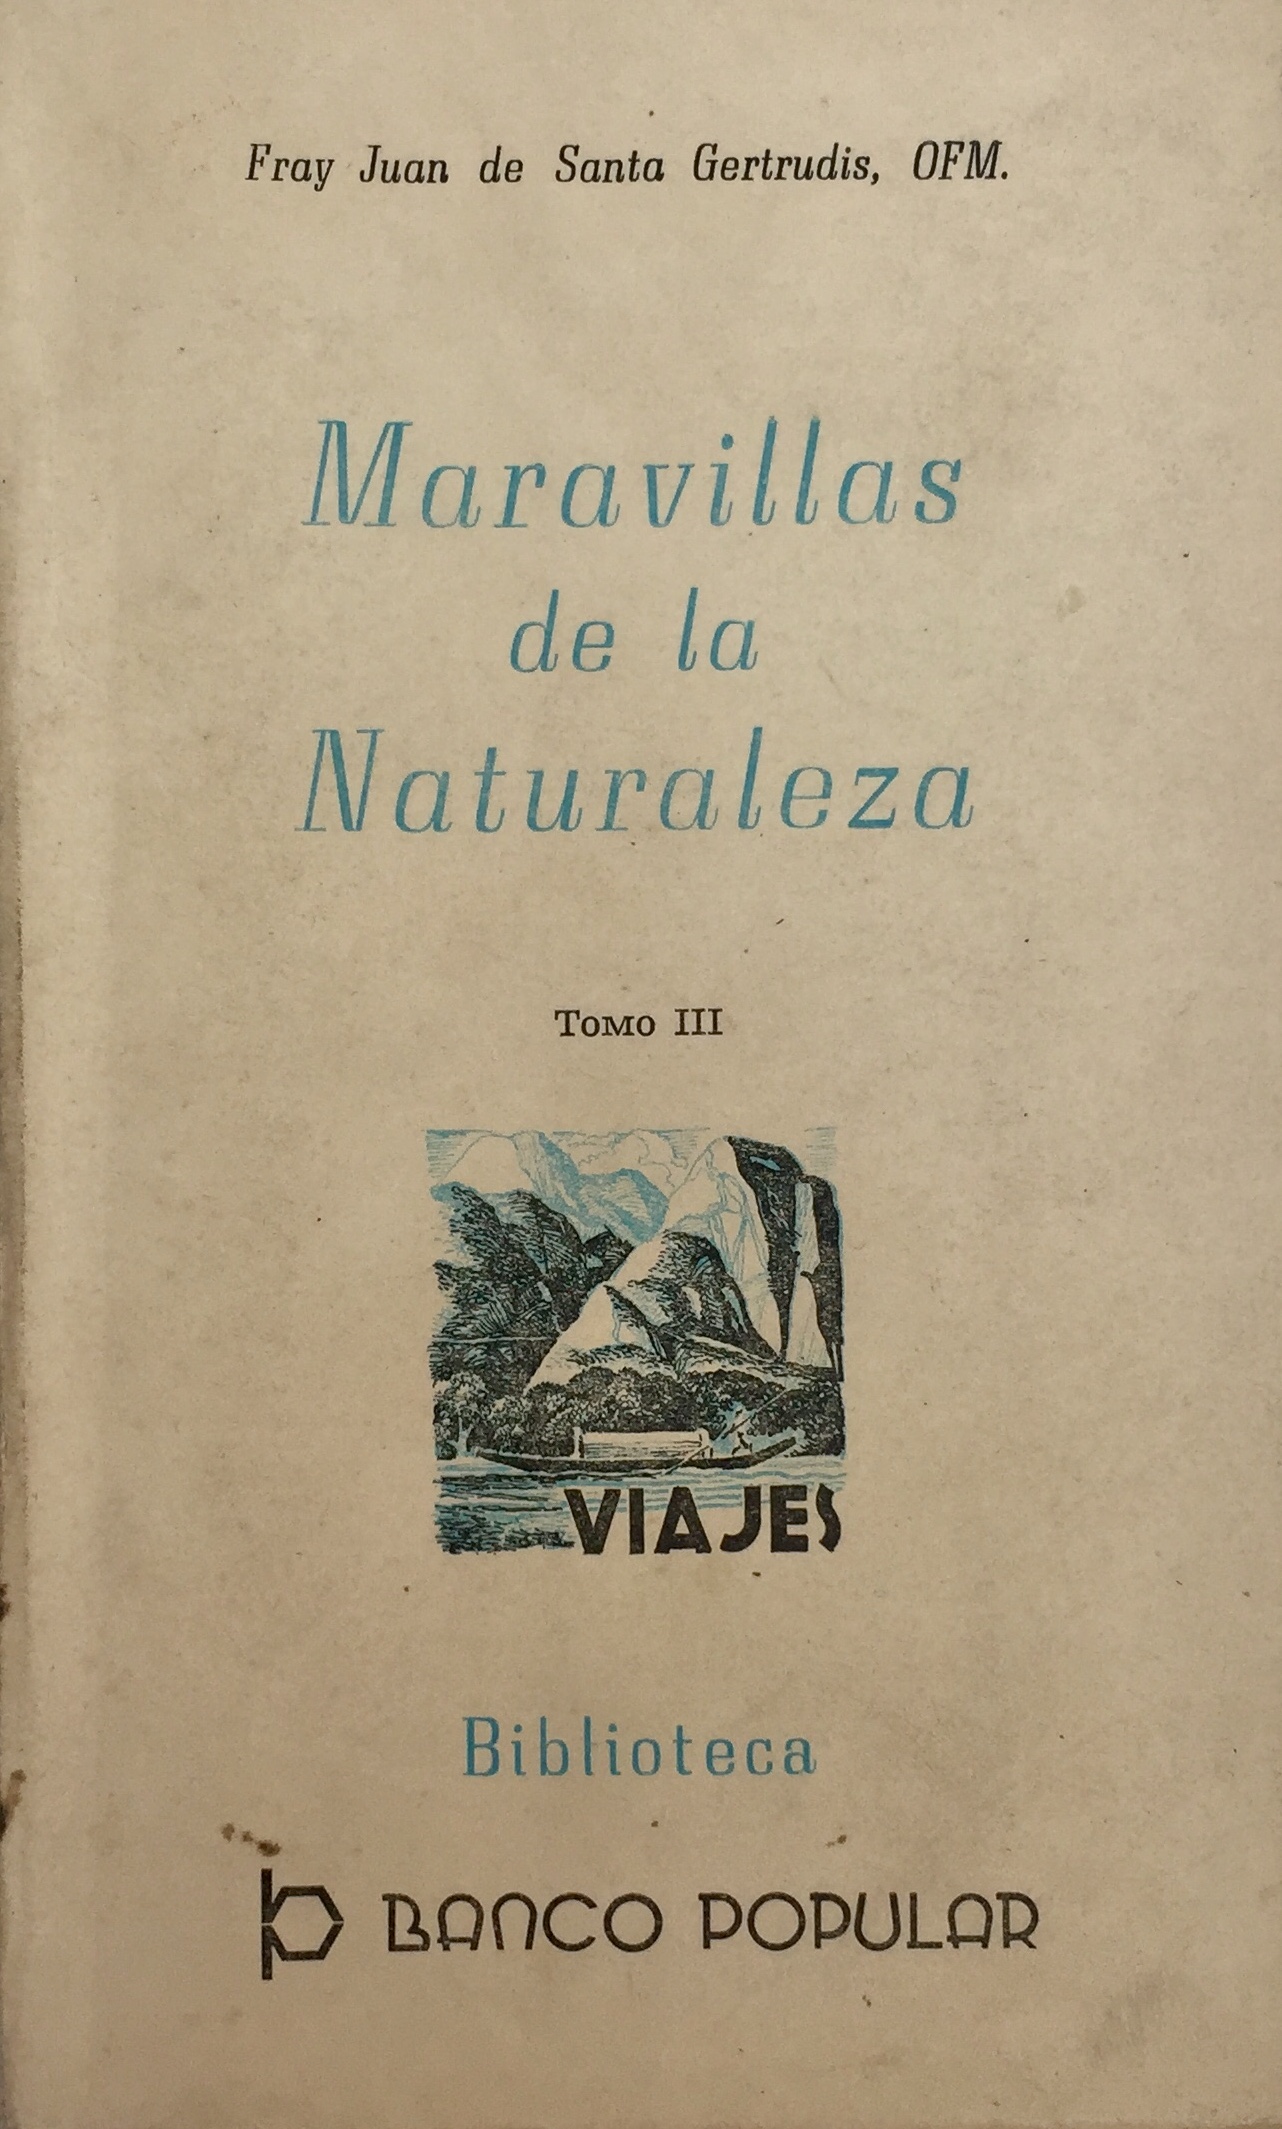 Fray Juan de Santa Gertrudis, OFM.
Maravillas
de la
Naturaleza
Tomo III
VIAJES
Biblioteca
BANCO POPULAR